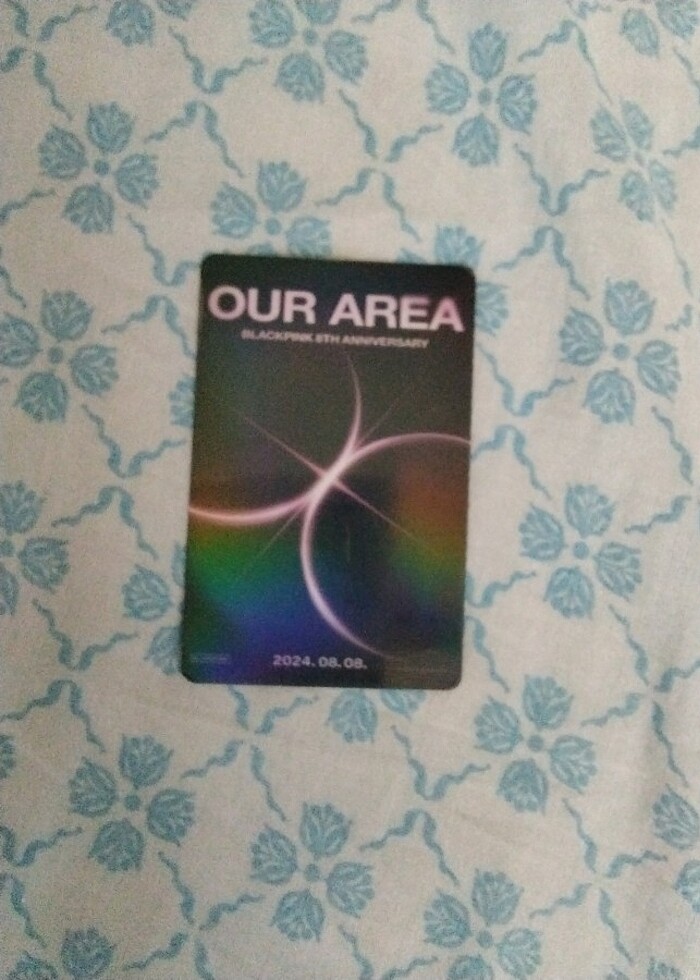 OUR AREA
BLACKPINK 8TH ANNIVERSARY
2024. 08. 08.